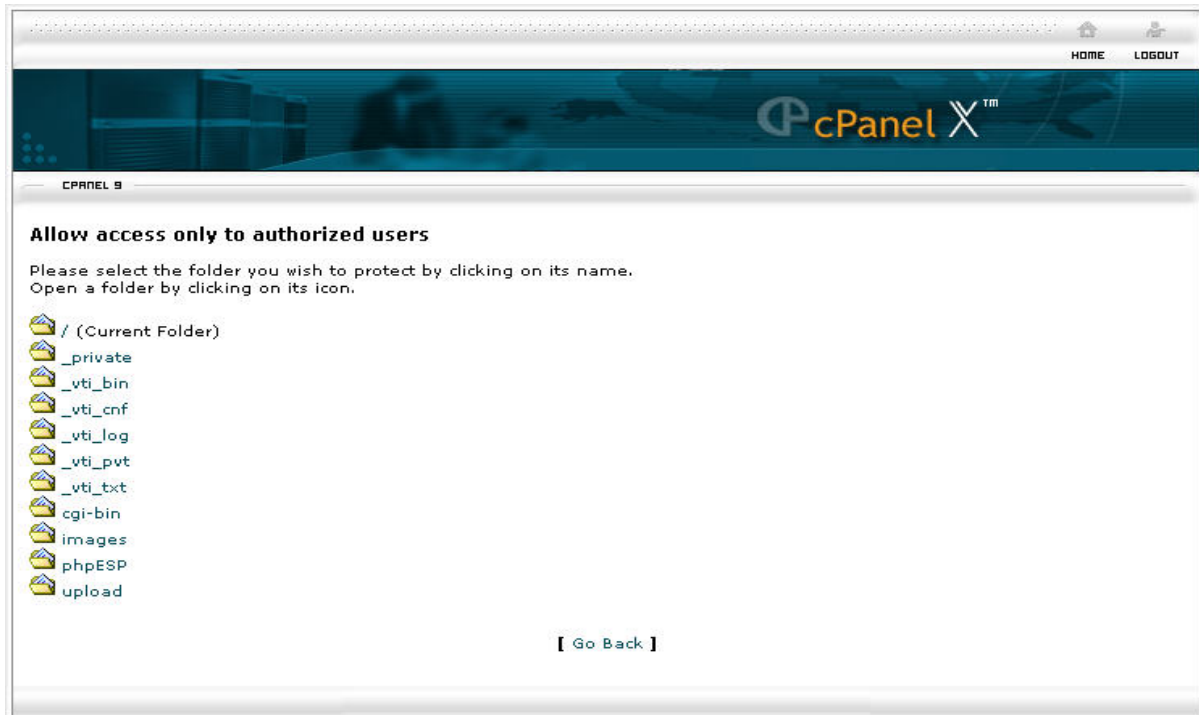 HOME LOGOUT
CP cPanel X™
CPANEL 9
Allow access only to authorized users
Please select the folder you wish to protect by clicking on its name.
Open a folder by clicking on its icon.
/ (Current Folder)
_private
_vti_bin
_vti_cnf
_vti_log
_vti_pvt
_vti_txt
cgi-bin
images
phpESP
upload
[ Go Back ]